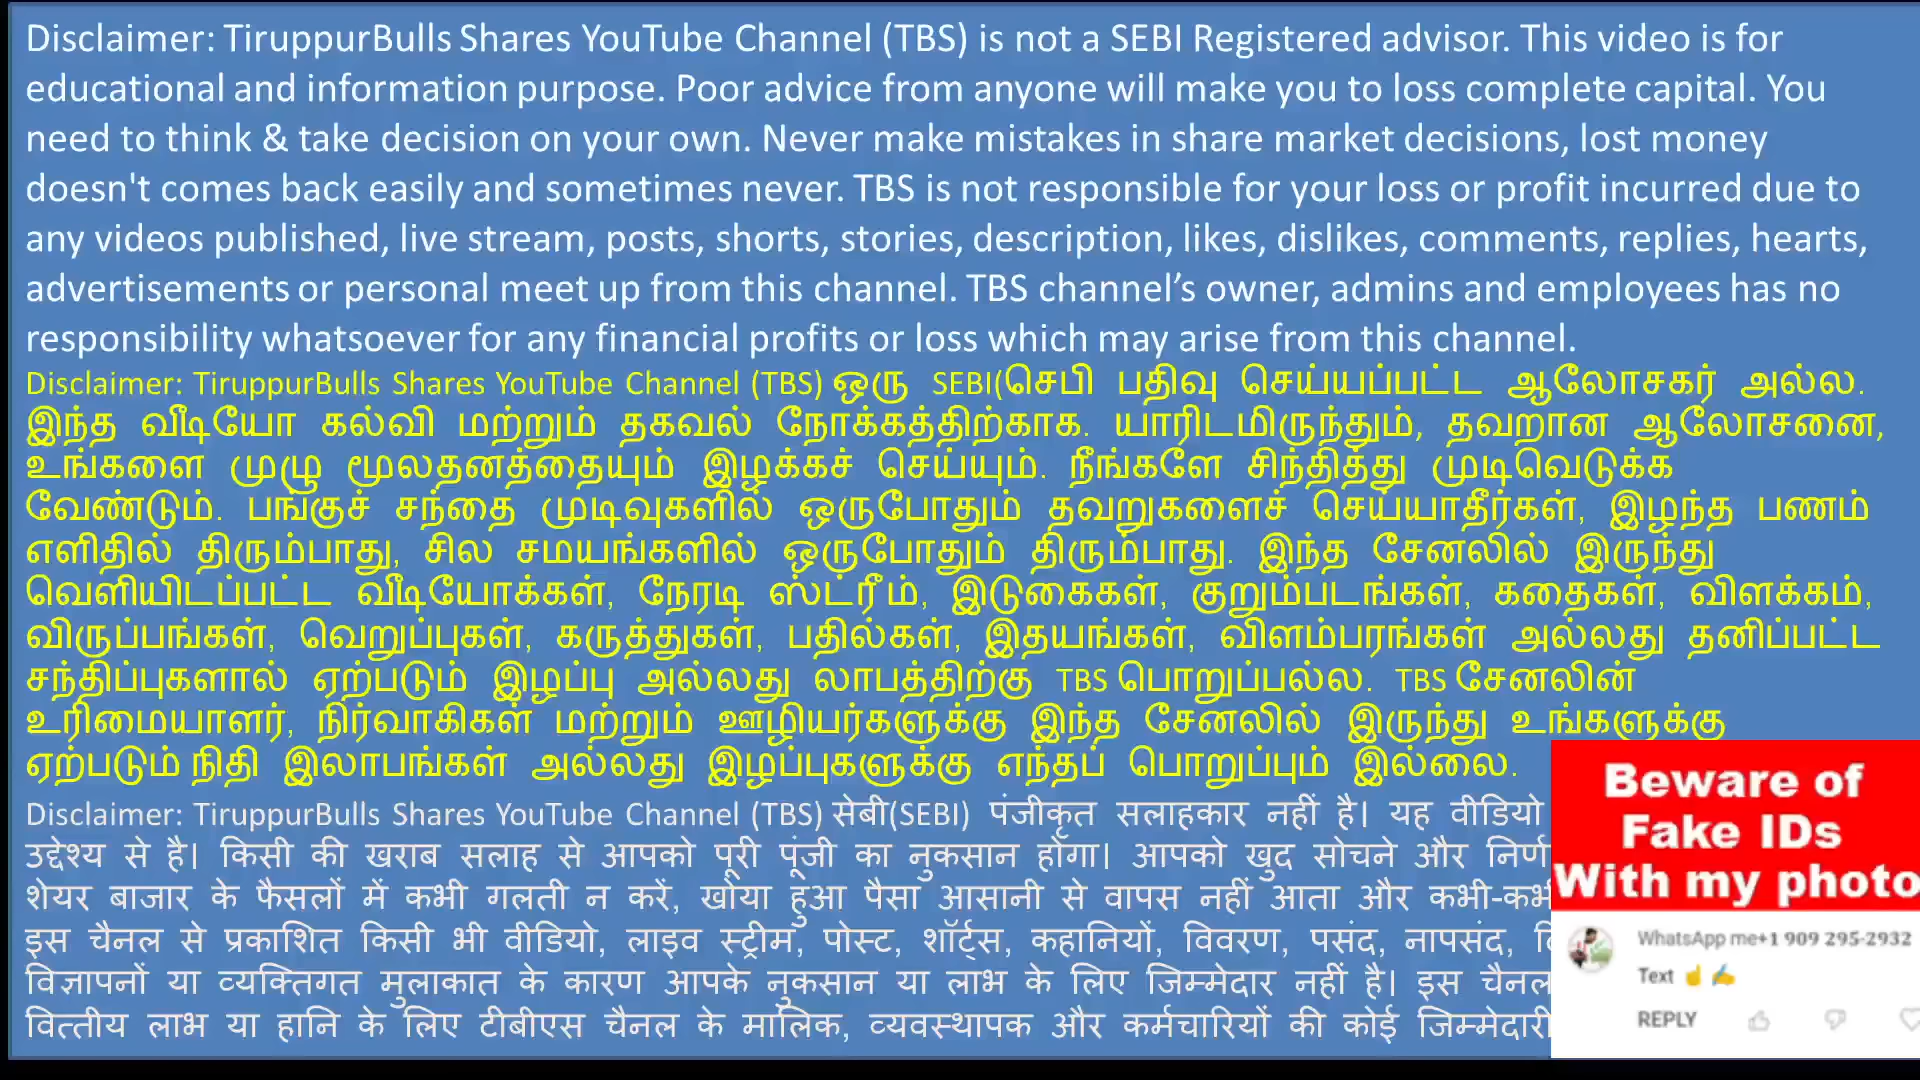 Disclaimer: TiruppurBulls Shares YouTube Channel (TBS) is not a SEBI Registered advisor. This video is for
educational and information purpose. Poor advice from anyone will make you to loss complete capital. You
need to think & take decision on your own. Never make mistakes in share market decisions, lost money
doesn't comes back easily and sometimes never. TBS is not responsible for your loss or profit incurred due to
any videos published, live stream, posts, shorts, stories, description, likes, dislikes, comments, replies, hearts,
advertisements or personal meet up from this channel. TBS channel’s owner, admins and employees has no
responsibility whatsoever for any financial profits or loss which may arise from this channel.
Disclaimer: TiruppurBulls Shares YouTube Channel (TBS) ஒரு SEBI(செபி பதிவு செய்யப்பட்ட ஆலோசகர் அல்ல.
இந்த வீடியோ கல்வி மற்றும் தகவல் நோக்கத்திற்காக. யாரிடமிருந்தும், தவறான ஆலோசனை,
உங்களை முழு மூலதனத்தையும் இழக்கச் செய்யும். நீங்களே சிந்தித்து முடிவெடுக்க
வேண்டும். பங்குச் சந்தை முடிவுகளில் ஒருபோதும் தவறுகளைச் செய்யாதீர்கள், இழந்த பணம்
எளிதில் திரும்பாது, சில சமயங்களில் ஒருபோதும் திரும்பாது. இந்த சேனலில் இருந்து
வெளியிடப்பட்ட வீடியோக்கள், நேரடி ஸ்ட்ரீம், இடுகைகள், குறும்படங்கள், கதைகள், விளக்கம்,
விருப்பங்கள், வெறுப்புகள், கருத்துகள், பதில்கள், இதயங்கள், விளம்பரங்கள் அல்லது தனிப்பட்ட
சந்திப்புகளால் ஏற்படும் இழப்பு அல்லது லாபத்திற்கு TBS பொறுப்பல்ல. TBS சேனலின்
உரிமையாளர், நிர்வாகிகள் மற்றும் ஊழியர்களுக்கு இந்த சேனலில் இருந்து உங்களுக்கு
ஏற்படும் நிதி இலாபங்கள் அல்லது இழப்புகளுக்கு எந்தப் பொறுப்பும் இல்லை.
Disclaimer: TiruppurBulls Shares YouTube Channel (TBS) सेबी(SEBI) पंजीकृत सलाहकार नहीं है। यह वीडियो
उद्देश्य से है। किसी की खराब सलाह से आपको पूरी पूंजी का नुकसान होगा। आपको खुद सोचने और
शेयर बाजार के फैसलों में कभी गलती न करें, खोया हुआ पैसा आसानी से वापस नहीं आता और
इस चैनल से प्रकाशित किसी भी वीडियो, लाइव स्ट्रीम, पोस्ट, शॉर्ट्स, कहानियों, विवरण, पसंद, नापसंद,
विज्ञापनों या व्यक्तिगत मुलाकात के कारण आपके नुकसान या लाभ के लिए जिम्मेदार नहीं है। इस चैनल
वित्तीय लाभ या हानि के लिए टीबीएस चैनल के मालिक, व्यवस्थापक और कर्मचारियों की कोई जिम्मेदारी
Beware of
Fake IDs
With my photo
WhatsApp me+1 909 295-2932
Text ☝ ✍
REPLY